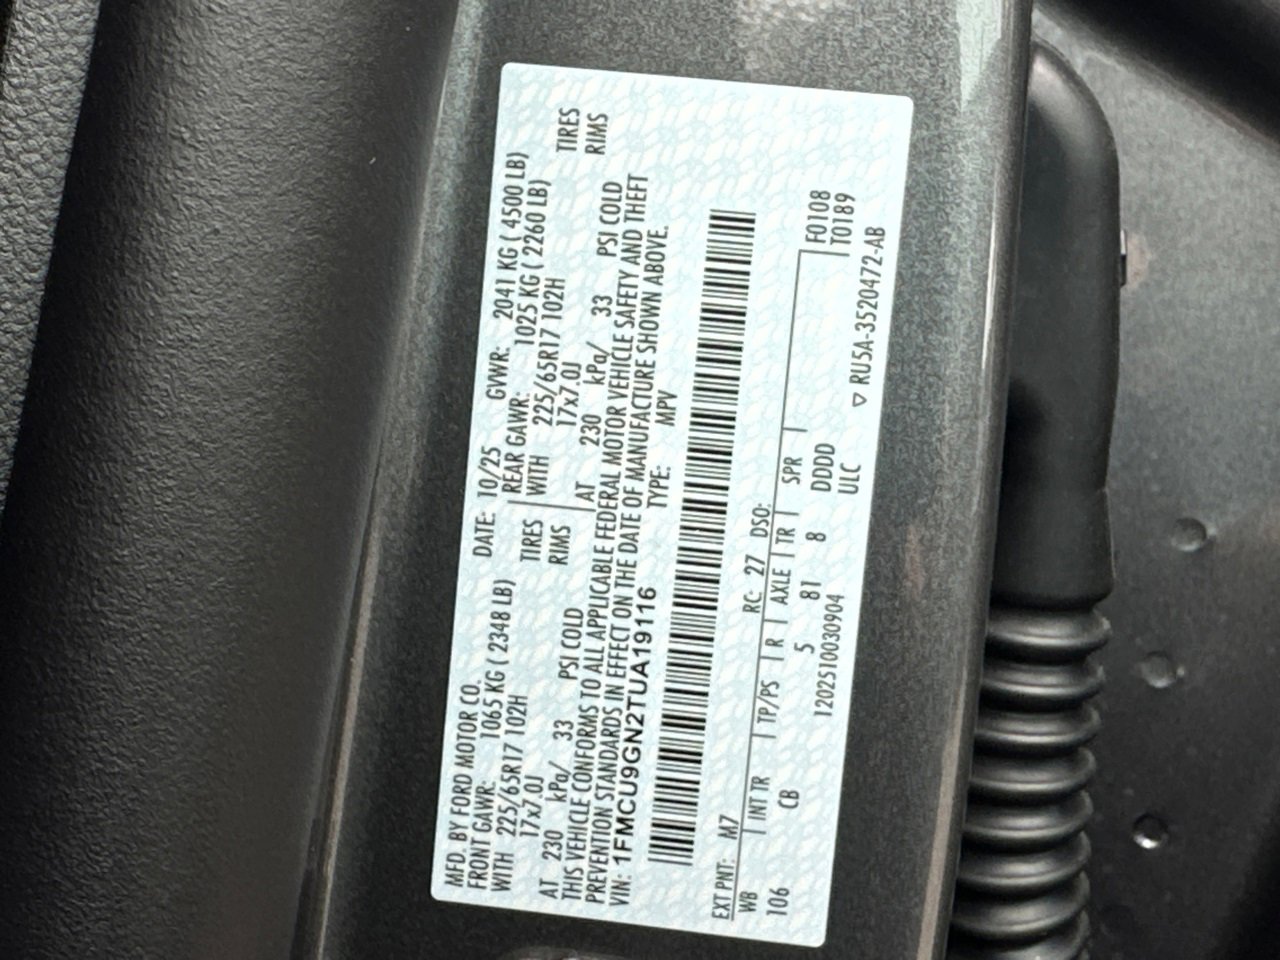 MFD. BY FORD MOTOR CO. DATE: 10/25 GVWR: 2041 KG ( 4500 LB)
FRONT GAWR: 1065 KG ( 2348 LB) REAR GAWR: 1025 KG ( 2260 LB)
WITH 225/65R17 102H TIRES WITH 225/65R17 102H TIRES
17x7.0J RIMS 17x7.0J RIMS
AT 230 kPa/ 33 PSI COLD AT 230 kPa/ 33 PSI COLD
THIS VEHICLE CONFORMS TO ALL APPLICABLE FEDERAL MOTOR VEHICLE SAFETY AND THEFT
PREVENTION STANDARDS IN EFFECT ON THE DATE OF MANUFACTURE SHOWN ABOVE.
VIN: 1FMCU9GN2TUA19116 TYPE: MPV
EXT PNT: M7 RC: 27 DSO:
WB INT TR TP/PS R AXLE TR SPR F0108
106 CB 5 81 8 DDDD T0189
1202510030904 ULC
▽ RU5A-3520472-AB